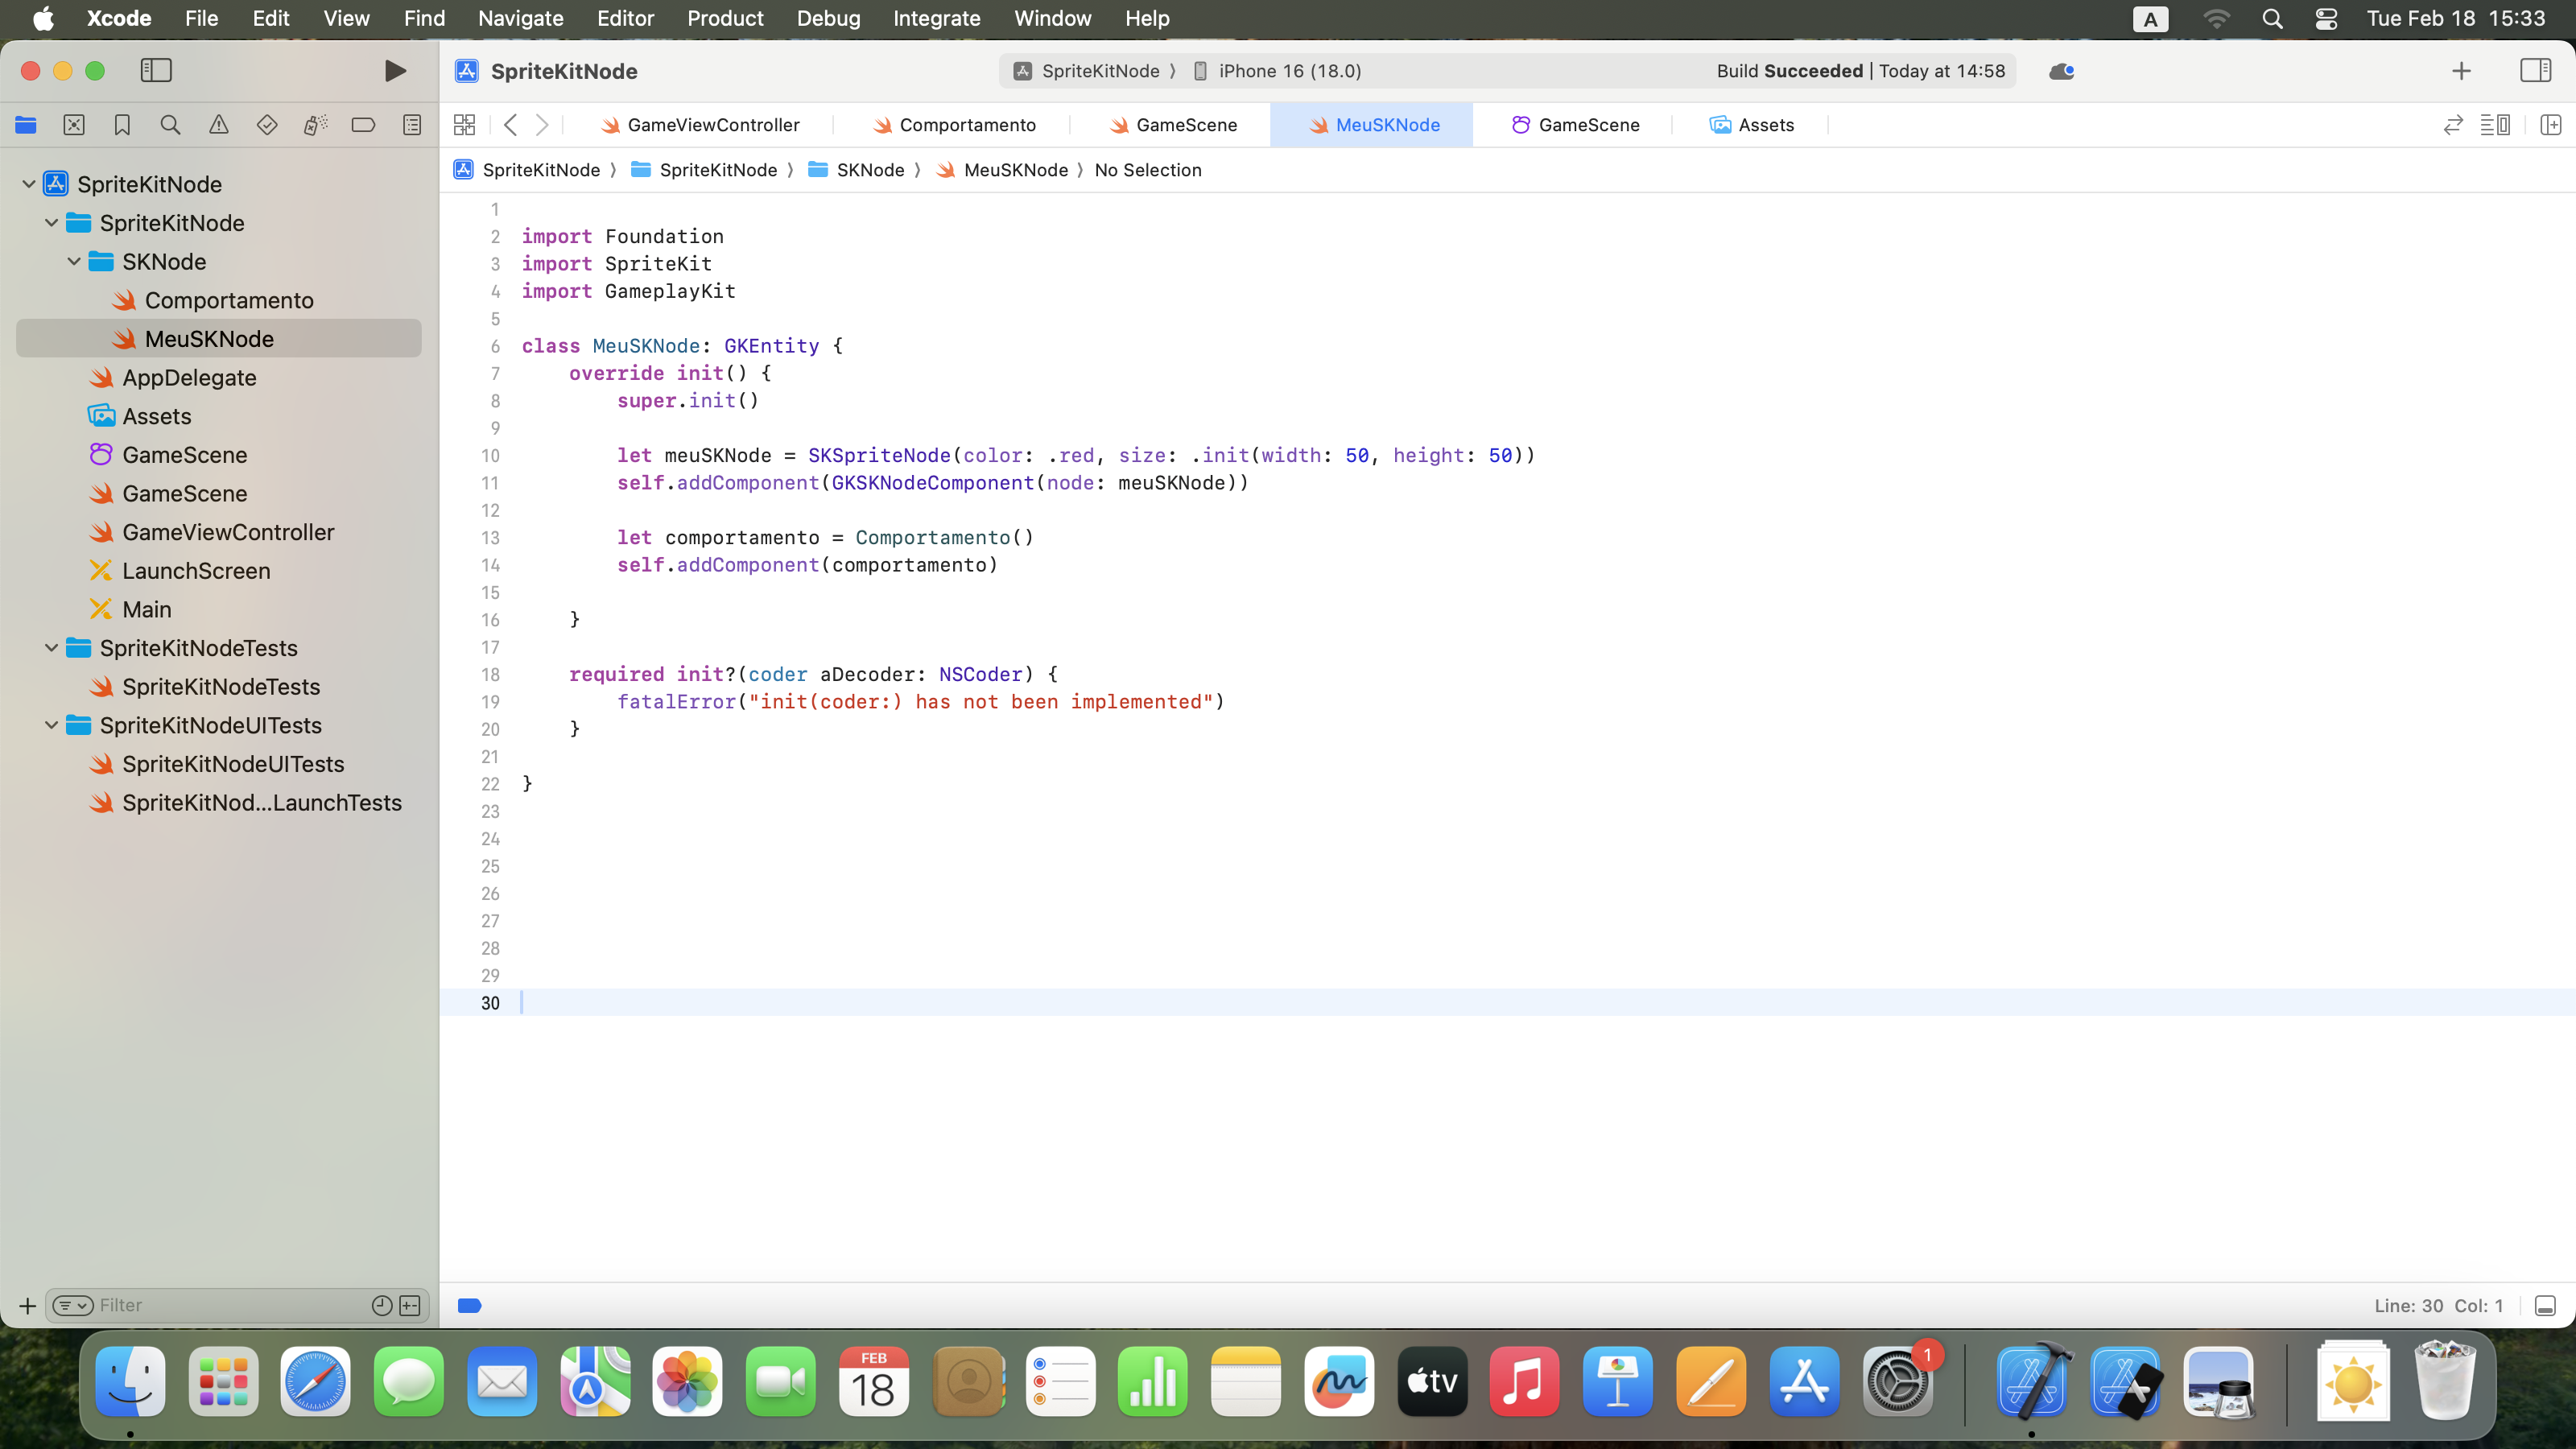 Xcode File Edit View Find Navigate Editor Product Debug Integrate Window Help A Tue Feb 18 15:33
SpriteKitNode SpriteKitNode ⟩ iPhone 16 (18.0) Build Succeeded | Today at 14:58
GameViewController Comportamento GameScene MeuSKNode GameScene Assets
SpriteKitNode ⟩ SpriteKitNode ⟩ SKNode ⟩ MeuSKNode ⟩ No Selection
SpriteKitNode
SpriteKitNode
SKNode
Comportamento
MeuSKNode
AppDelegate
Assets
GameScene
GameScene
GameViewController
LaunchScreen
Main
SpriteKitNodeTests
SpriteKitNodeTests
SpriteKitNodeUITests
SpriteKitNodeUITests
SpriteKitNod...LaunchTests
Filter
1
2 import Foundation
3 import SpriteKit
4 import GameplayKit
5
6 class MeuSKNode: GKEntity {
7 override init() {
8 super.init()
9
10 let meuSKNode = SKSpriteNode(color: .red, size: .init(width: 50, height: 50))
11 self.addComponent(GKSKNodeComponent(node: meuSKNode))
12
13 let comportamento = Comportamento()
14 self.addComponent(comportamento)
15
16 }
17
18 required init?(coder aDecoder: NSCoder) {
19 fatalError("init(coder:) has not been implemented")
20 }
21
22 }
23
24
25
26
27
28
29
30
Line: 30 Col: 1
FEB
18
tv
1